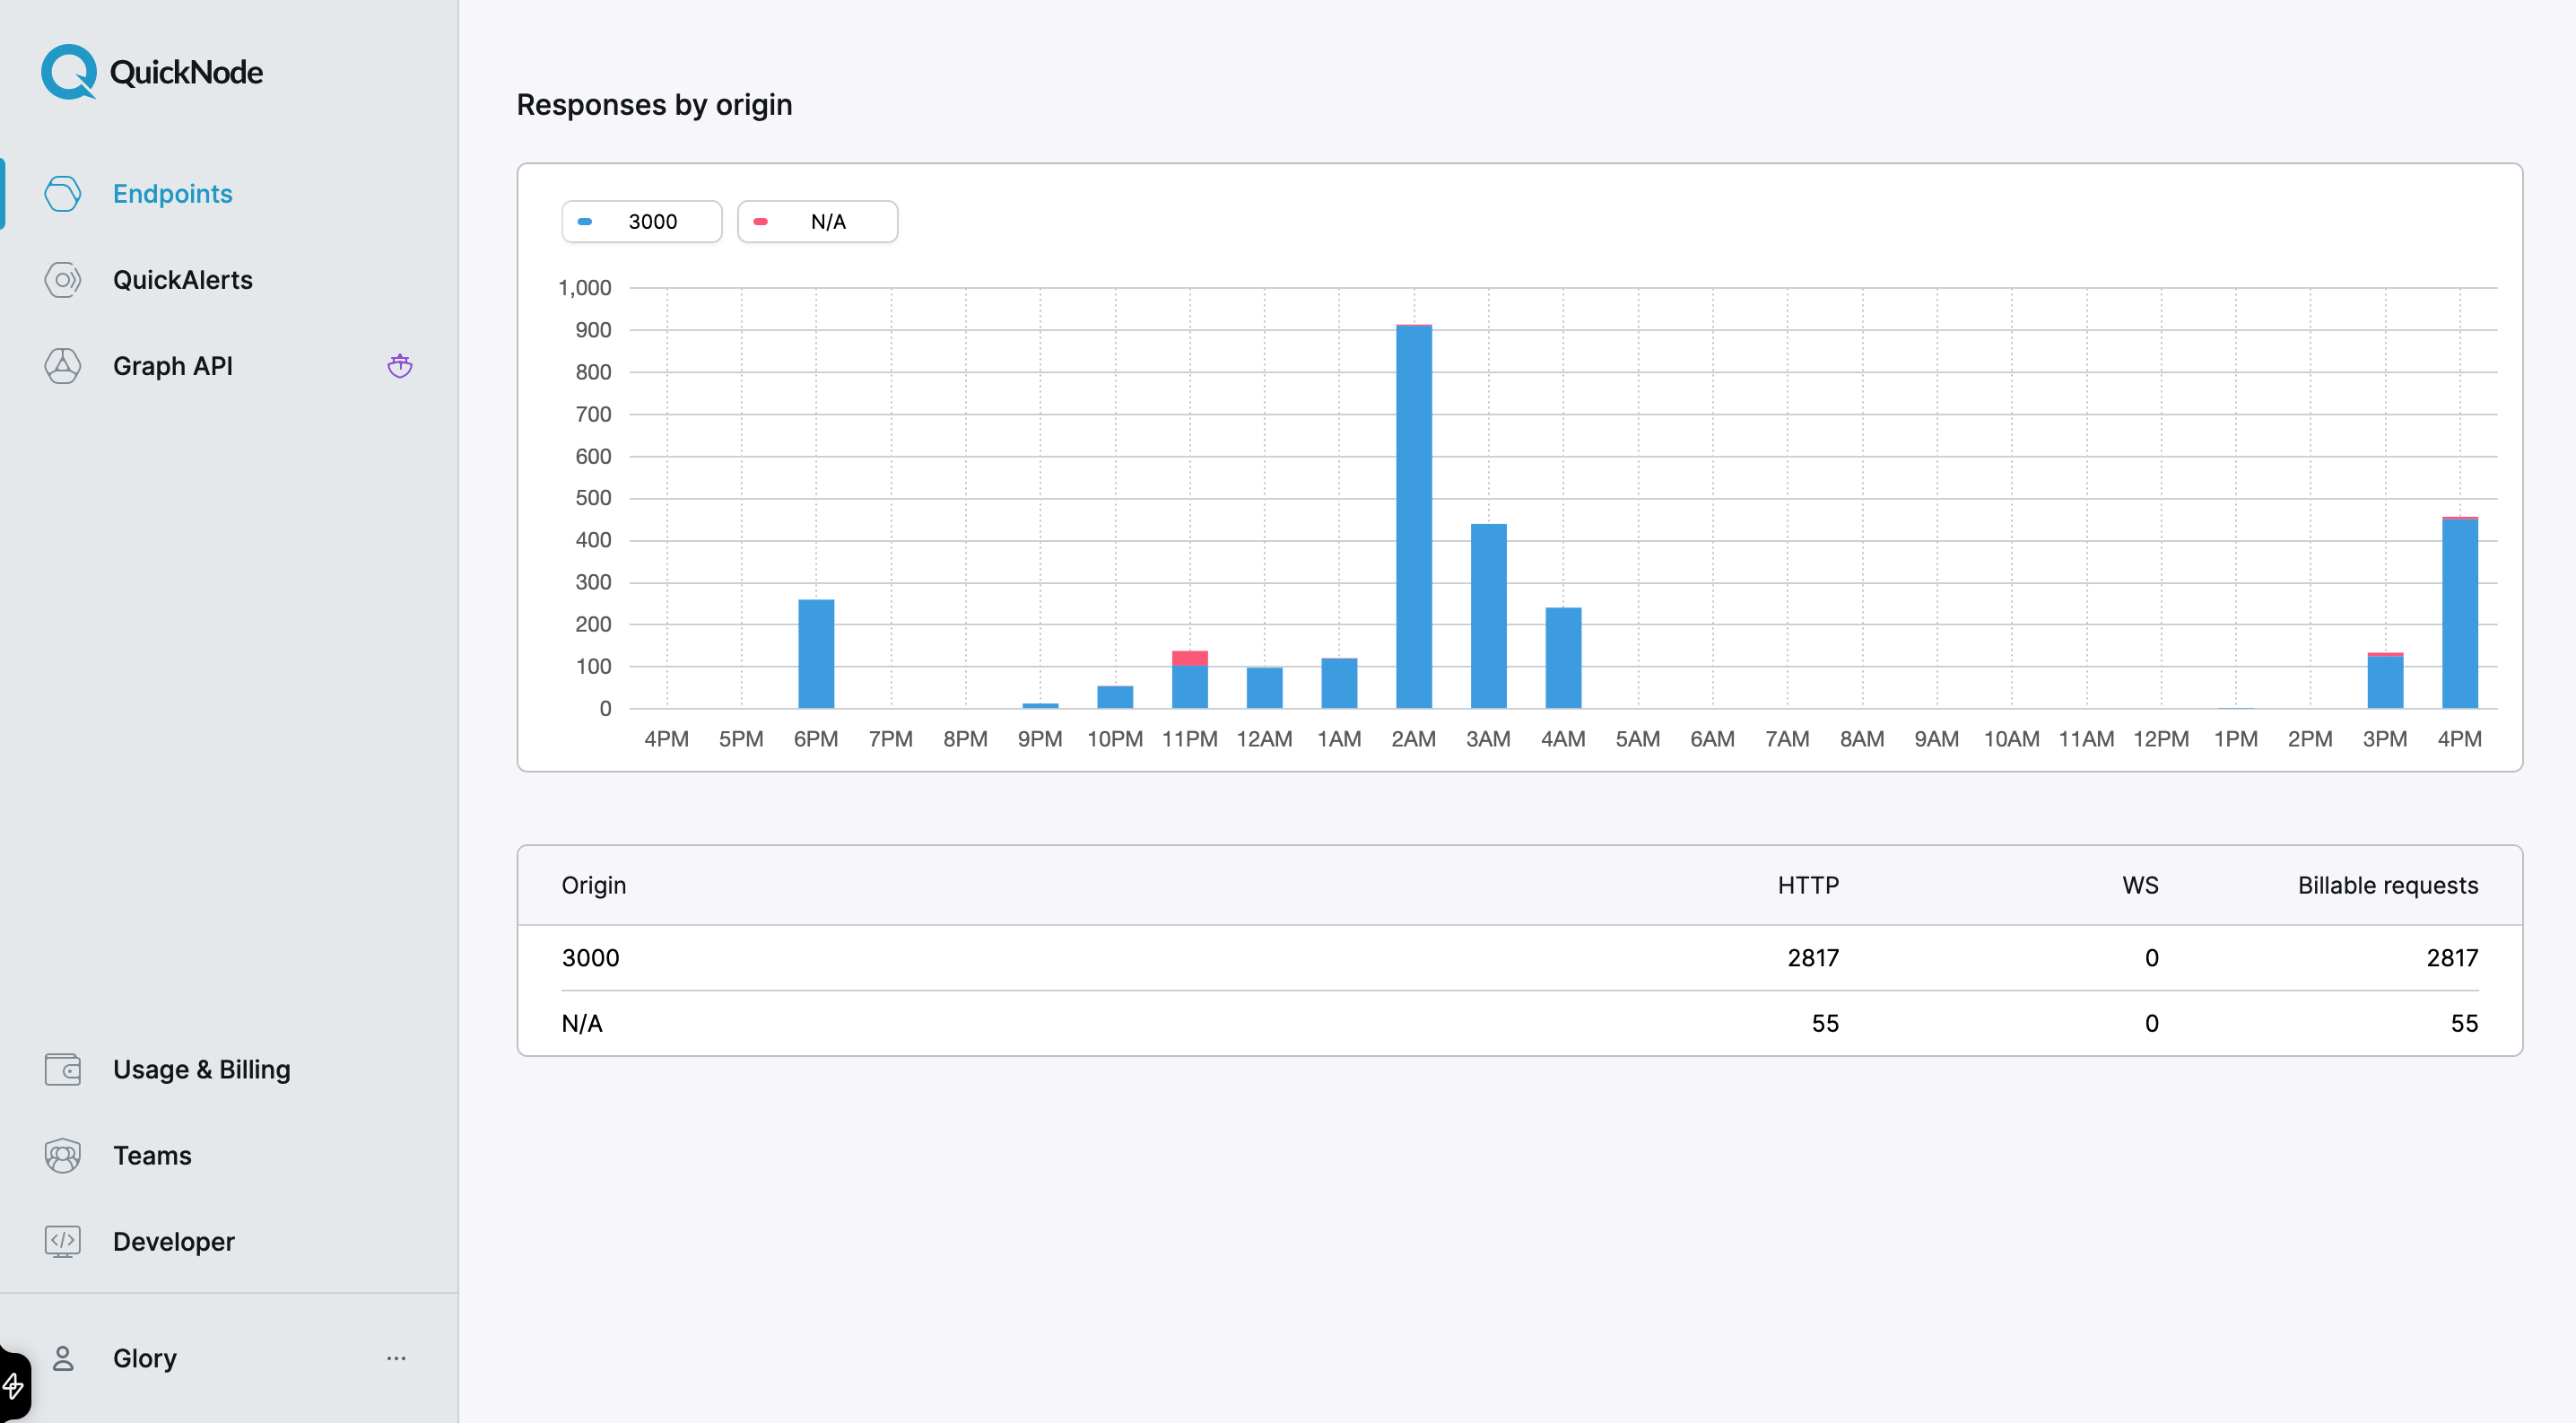 QuickNode
Endpoints
QuickAlerts
Graph API
Usage & Billing
Teams
Developer
Glory
Responses by origin
3000 N/A
1,000
900
800
700
600
500
400
300
200
100
0
4PM 5PM 6PM 7PM 8PM 9PM 10PM 11PM 12AM 1AM 2AM 3AM 4AM 5AM 6AM 7AM 8AM 9AM 10AM 11AM 12PM 1PM 2PM 3PM 4PM
Origin HTTP WS Billable requests
3000 2817 0 2817
N/A 55 0 55